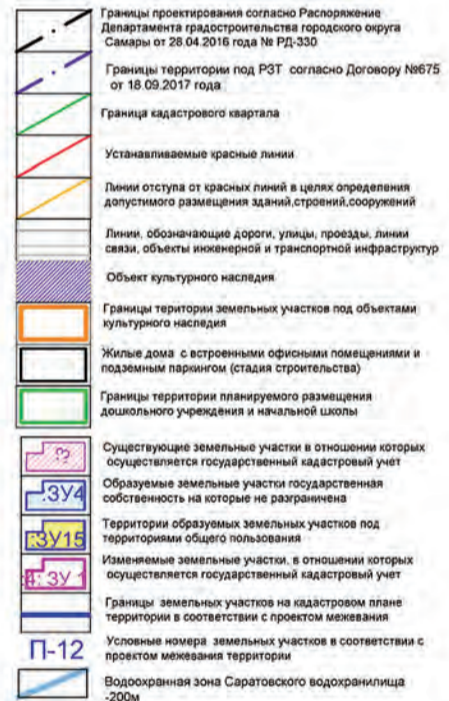 Границы проектирования согласно Распоряжение
Департамента градостроительства городского округа
Самары от 28.04.2016 года № РД-330
Границы территории под РЗТ согласно Договору №675
от 18.09.2017 года
Граница кадастрового квартала
Устанавливаемые красные линии
Линии отступа от красных линий в целях определения
допустимого размещения зданий,строений,сооружений
Линии, обозначающие дороги, улицы, проезды, линии
связи, объекты инженерной и транспортной инфраструктур
Объект культурного наследия
Границы територии земельных участков под объектами
культурного наследия
Жилые дома с встроенными офисными помещениями и
подземным паркингом (стадия строительства)
Границы территории планируемого размещения
дошкольного учреждения и начальной школы
Существующие земельные участки в отношении которых
осуществляется государственный кадастровый учет
:ЗУ4
Образуемые земельные участки государственная
собственность на которые не разграничена
:ЗУ15
Территории образуемых земельных участков под
территориями общего пользования
4: ЗУ 1
Изменяемые земельные участки, в отношении которых
осуществляется государственный кадастровый учет
Границы земельных участков на кадастровом плане
территории в соответствии с проектом межевания
П-12
Условные номера земельных участков в соответствии с
проектом межевания территории
Водоохранная зона Саратовского водохранилища
-200м